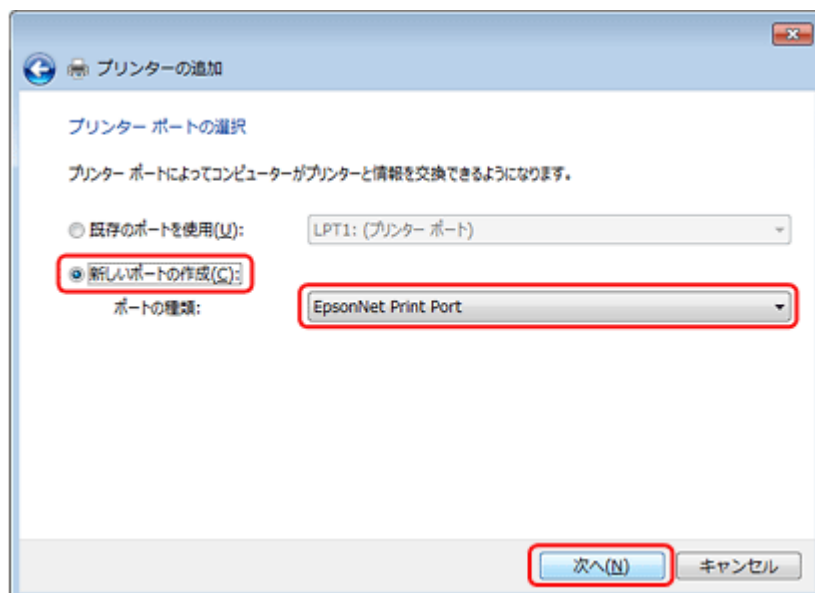 プリンターの追加
プリンター ポートの選択
プリンター ポートによってコンピューターがプリンターと情報を交換できるようになります。
既存のポートを使用(U): LPT1: (プリンター ポート)
新しいポートの作成(C):
ポートの種類: EpsonNet Print Port
次へ(N) キャンセル